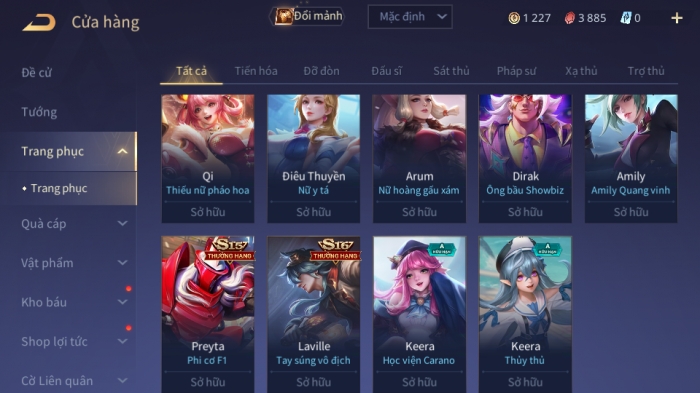 Cửa hàng
Đổi mảnh
Mặc định
1 227
3 885
0
Đề cử
Tướng
Trang phục
Trang phục
Quà cáp
Vật phẩm
Kho báu
Shop lợi tức
Cờ Liên quân
Tất cả
Tiến hóa
Đỡ đòn
Đấu sĩ
Sát thủ
Pháp sư
Xạ thủ
Trợ thủ
Qi
Thiếu nữ pháo hoa
Sở hữu
Điêu Thuyền
Nữ y tá
Sở hữu
Arum
Nữ hoàng gấu xám
Sở hữu
Dirak
Ông bầu Showbiz
Sở hữu
Amily
Amily Quang vinh
Sở hữu
S16
THƯỞNG HẠNG
Preyta
Phi cơ F1
Sở hữu
S16
THƯỞNG HẠNG
Laville
Tay súng vô địch
Sở hữu
A
Keera
Học viện Carano
Sở hữu
A
Keera
Thủy thủ
Sở hữu